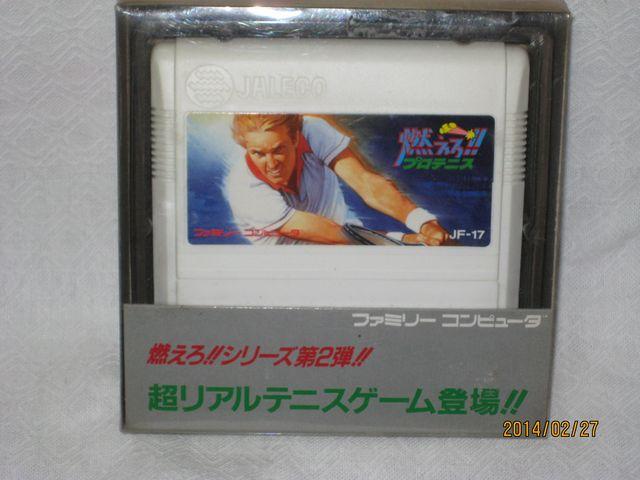 JALECO
燃えろ!!
プロテニス
ファミリー コンピュータ
JF-17
ファミリー コンピュータ™
燃えろ!!シリーズ第2弾!!
超リアルテニスゲーム登場!!
2014/02/27